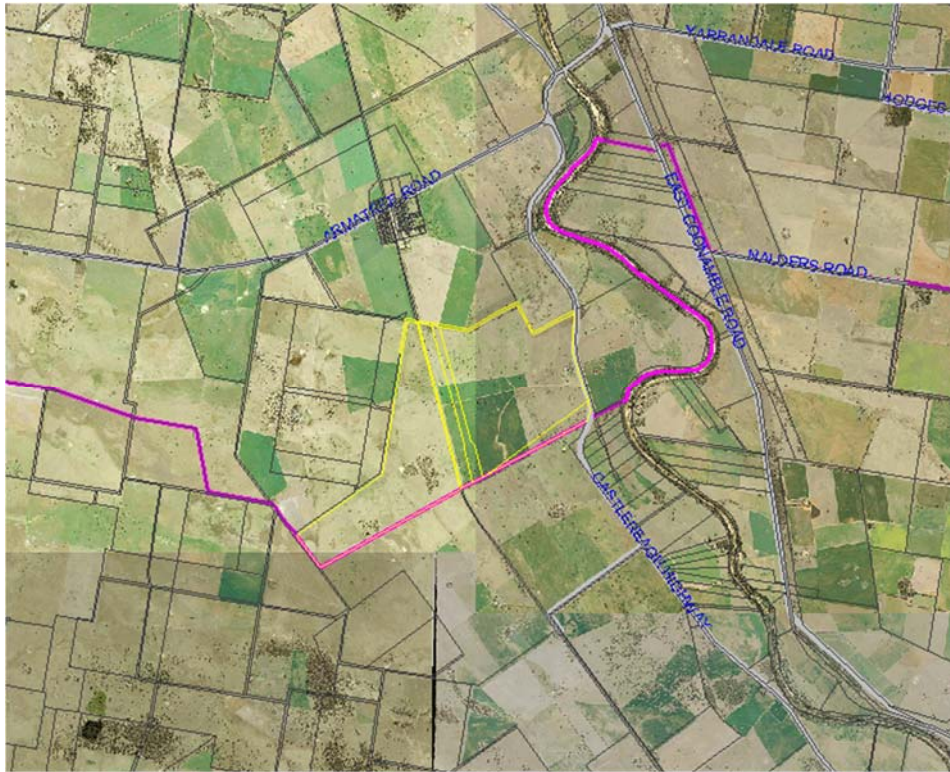 YARRANDALE ROAD
HODGES
ARMATREE ROAD
EAST COONAMBLE ROAD
NALDERS ROAD
CASTLEREAGH HIGHWAY